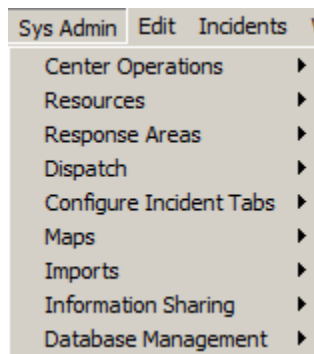 Sys Admin Edit Incidents
Center Operations
Resources
Response Areas
Dispatch
Configure Incident Tabs
Maps
Imports
Information Sharing
Database Management